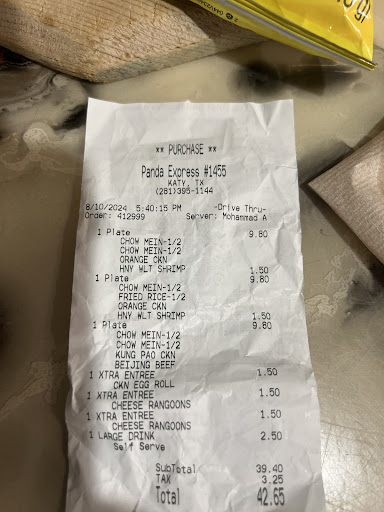 ** PURCHASE **
Panda Express #1455
KATY, TX
(281)395-1144
8/10/2024 5:40:15 PM -Drive Thru-
Order: 412999 Server: Mohammad A
1 Plate 9.80
CHOW MEIN-1/2
CHOW MEIN-1/2
ORANGE CKN
HNY WLT SHRIMP 1.50
1 Plate 9.80
CHOW MEIN-1/2
FRIED RICE-1/2
ORANGE CKN
HNY WLT SHRIMP 1.50
1 Plate 9.80
CHOW MEIN-1/2
CHOW MEIN-1/2
KUNG PAO CKN
BEIJING BEEF
1 XTRA ENTREE 1.50
CKN EGG ROLL
1 XTRA ENTREE 1.50
CHEESE RANGOONS
1 XTRA ENTREE 1.50
CHEESE RANGOONS
1 LARGE DRINK 2.50
Self Serve
SubTotal 39.40
TAX 3.25
Total 42.65